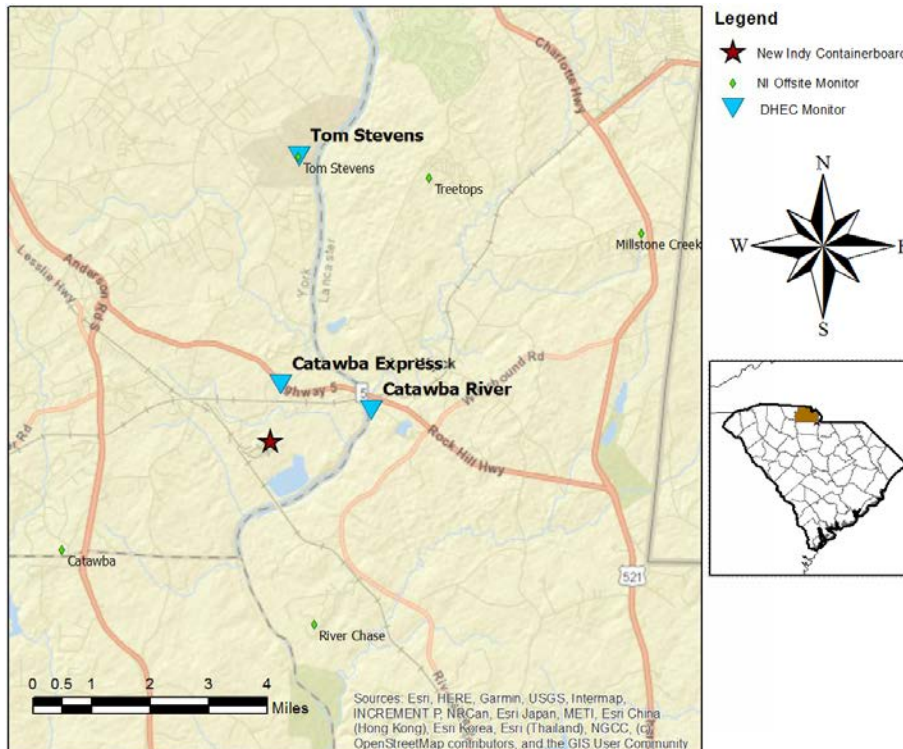 Legend
New Indy Containerboard
NI Offsite Monitor
DHEC Monitor
N
W
S
Charlotte Hwy
Tom Stevens
Tom Stevens
Treetops
Millstone Creek
Lesslie Hwy
Anderson Rd S
York
Lancaster
Catawba Express
Highway 5
Catawba River
Rock Hill Hwy
Catawba
521
River Chase
0 0.5 1 2 3 4
Miles
Sources: Esri, HERE, Garmin, USGS, Intermap,
INCREMENT P, NRCan, Esri Japan, METI, Esri China
(Hong Kong), Esri Korea, Esri (Thailand), NGCC, (c)
OpenStreetMap contributors, and the GIS User Community